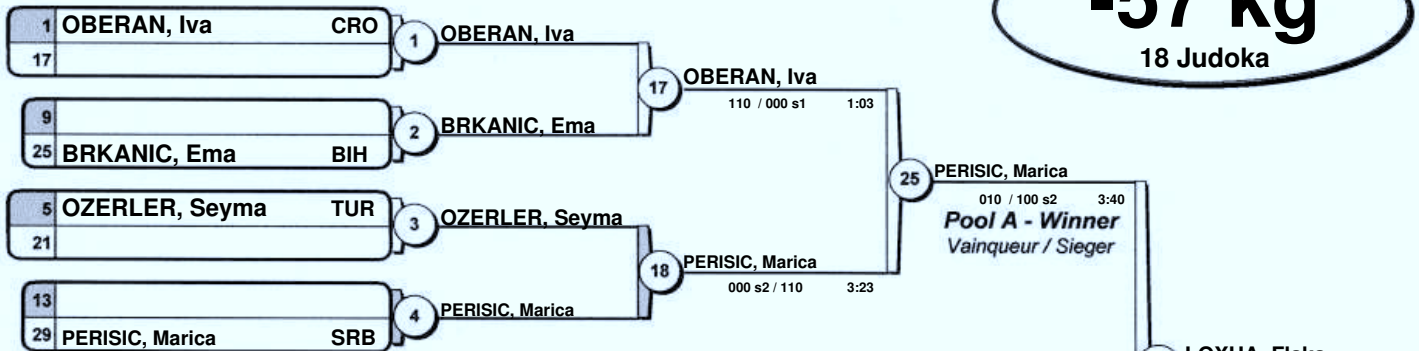 -57 kg
18 Judoka
1 OBERAN, Iva CRO
17
1 OBERAN, Iva
9
25 BRKANIC, Ema BIH
2 BRKANIC, Ema
17 OBERAN, Iva
110 / 000 s1 1:03
5 OZERLER, Seyma TUR
21
3 OZERLER, Seyma
13
29 PERISIC, Marica SRB
4 PERISIC, Marica
18 PERISIC, Marica
000 s2 / 110 3:23
25 PERISIC, Marica
010 / 100 s2 3:40
Pool A - Winner
Vainqueur / Sieger